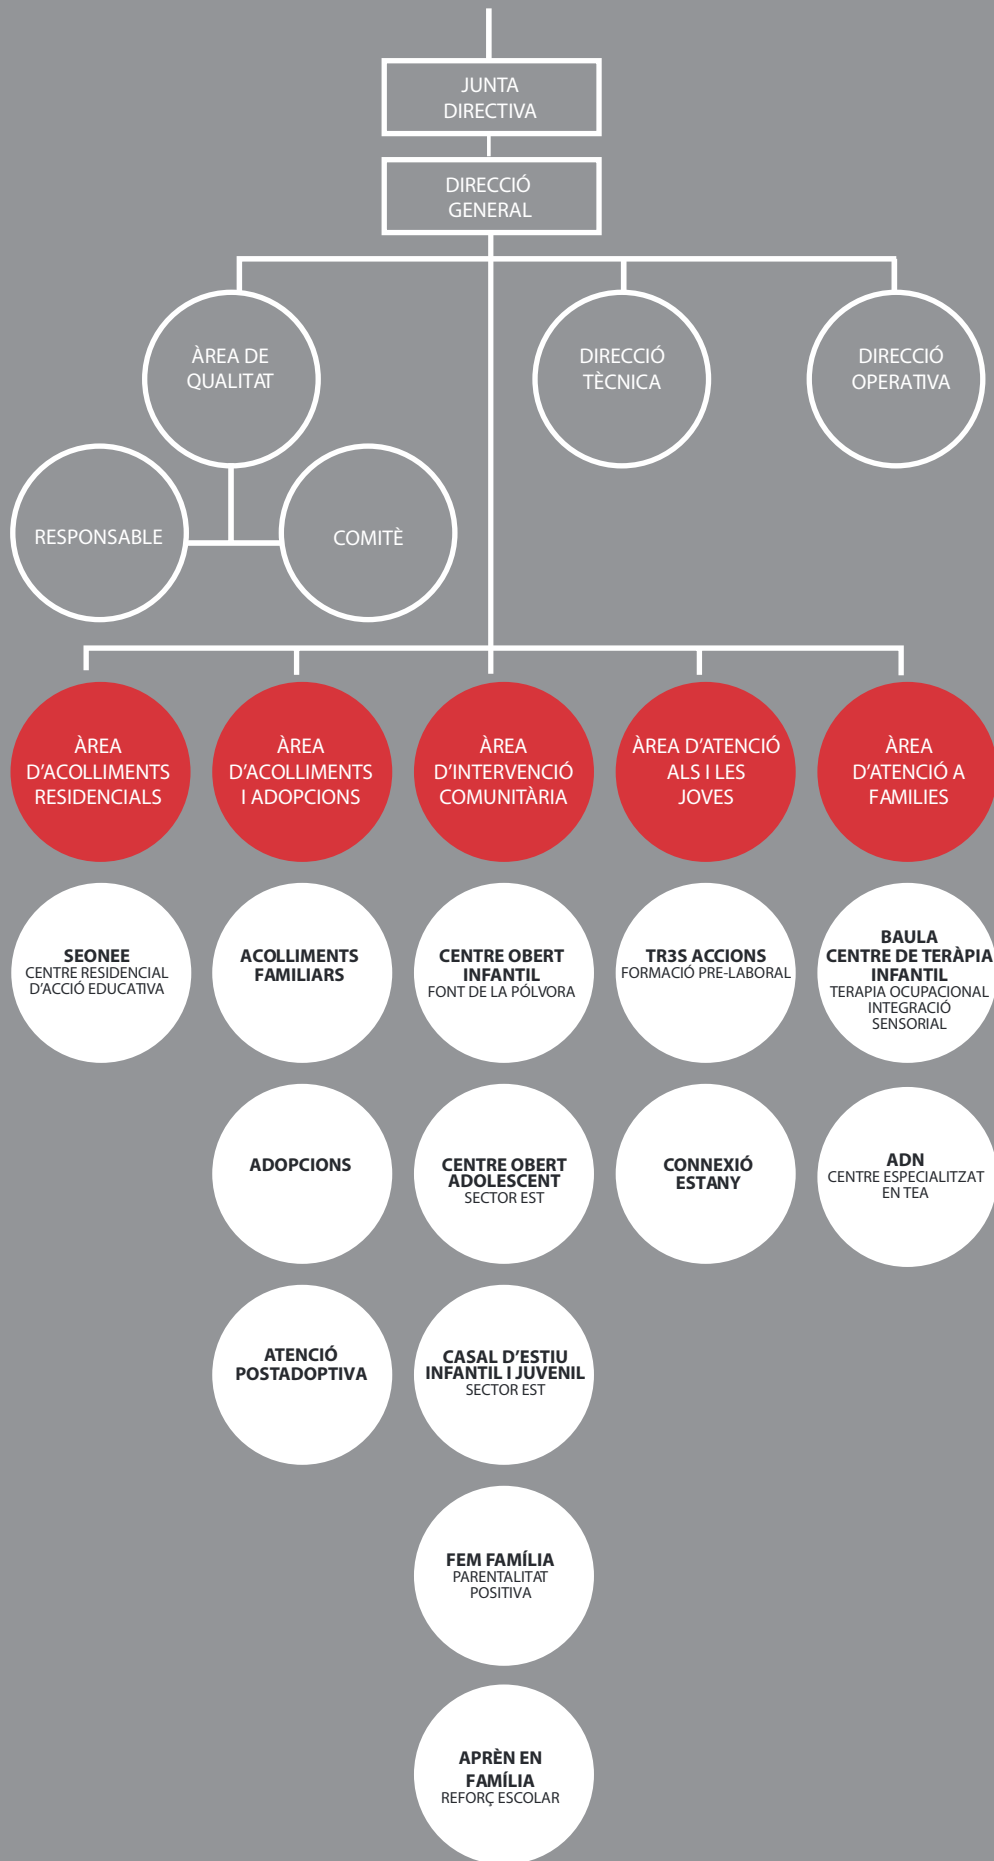 JUNTA
DIRECTIVA
DIRECCIÓ
GENERAL
ÀREA DE
QUALITAT
DIRECCIÓ
TÈCNICA
DIRECCIÓ
OPERATIVA
RESPONSABLE
COMITÈ
ÀREA
D'ACOLLIMENTS
RESIDENCIALS
ÀREA
D'ACOLLIMENTS
I ADOPCIONS
ÀREA
D'INTERVENCIÓ
COMUNITÀRIA
ÀREA D'ATENCIÓ
ALS I LES
JOVES
ÀREA
D'ATENCIÓ A
FAMILIES
SEONEE
CENTRE RESIDENCIAL
D'ACCIÓ EDUCATIVA
ACOLLIMENTS
FAMILIARS
CENTRE OBERT
INFANTIL
FONT DE LA PÓLVORA
TR3S ACCIONS
FORMACIÓ PRE-LABORAL
BAULA
CENTRE DE TERÀPIA
INFANTIL
TERAPIA OCUPACIONAL
INTEGRACIÓ
SENSORIAL
ADOPCIONS
CENTRE OBERT
ADOLESCENT
SECTOR EST
CONNEXIÓ
ESTANY
ADN
CENTRE ESPECIALITZAT
EN TEA
ATENCIÓ
POSTADOPTIVA
CASAL D'ESTIU
INFANTIL I JUVENIL
SECTOR EST
FEM FAMÍLIA
PARENTALITAT
POSITIVA
APRÈN EN
FAMÍLIA
REFORÇ ESCOLAR